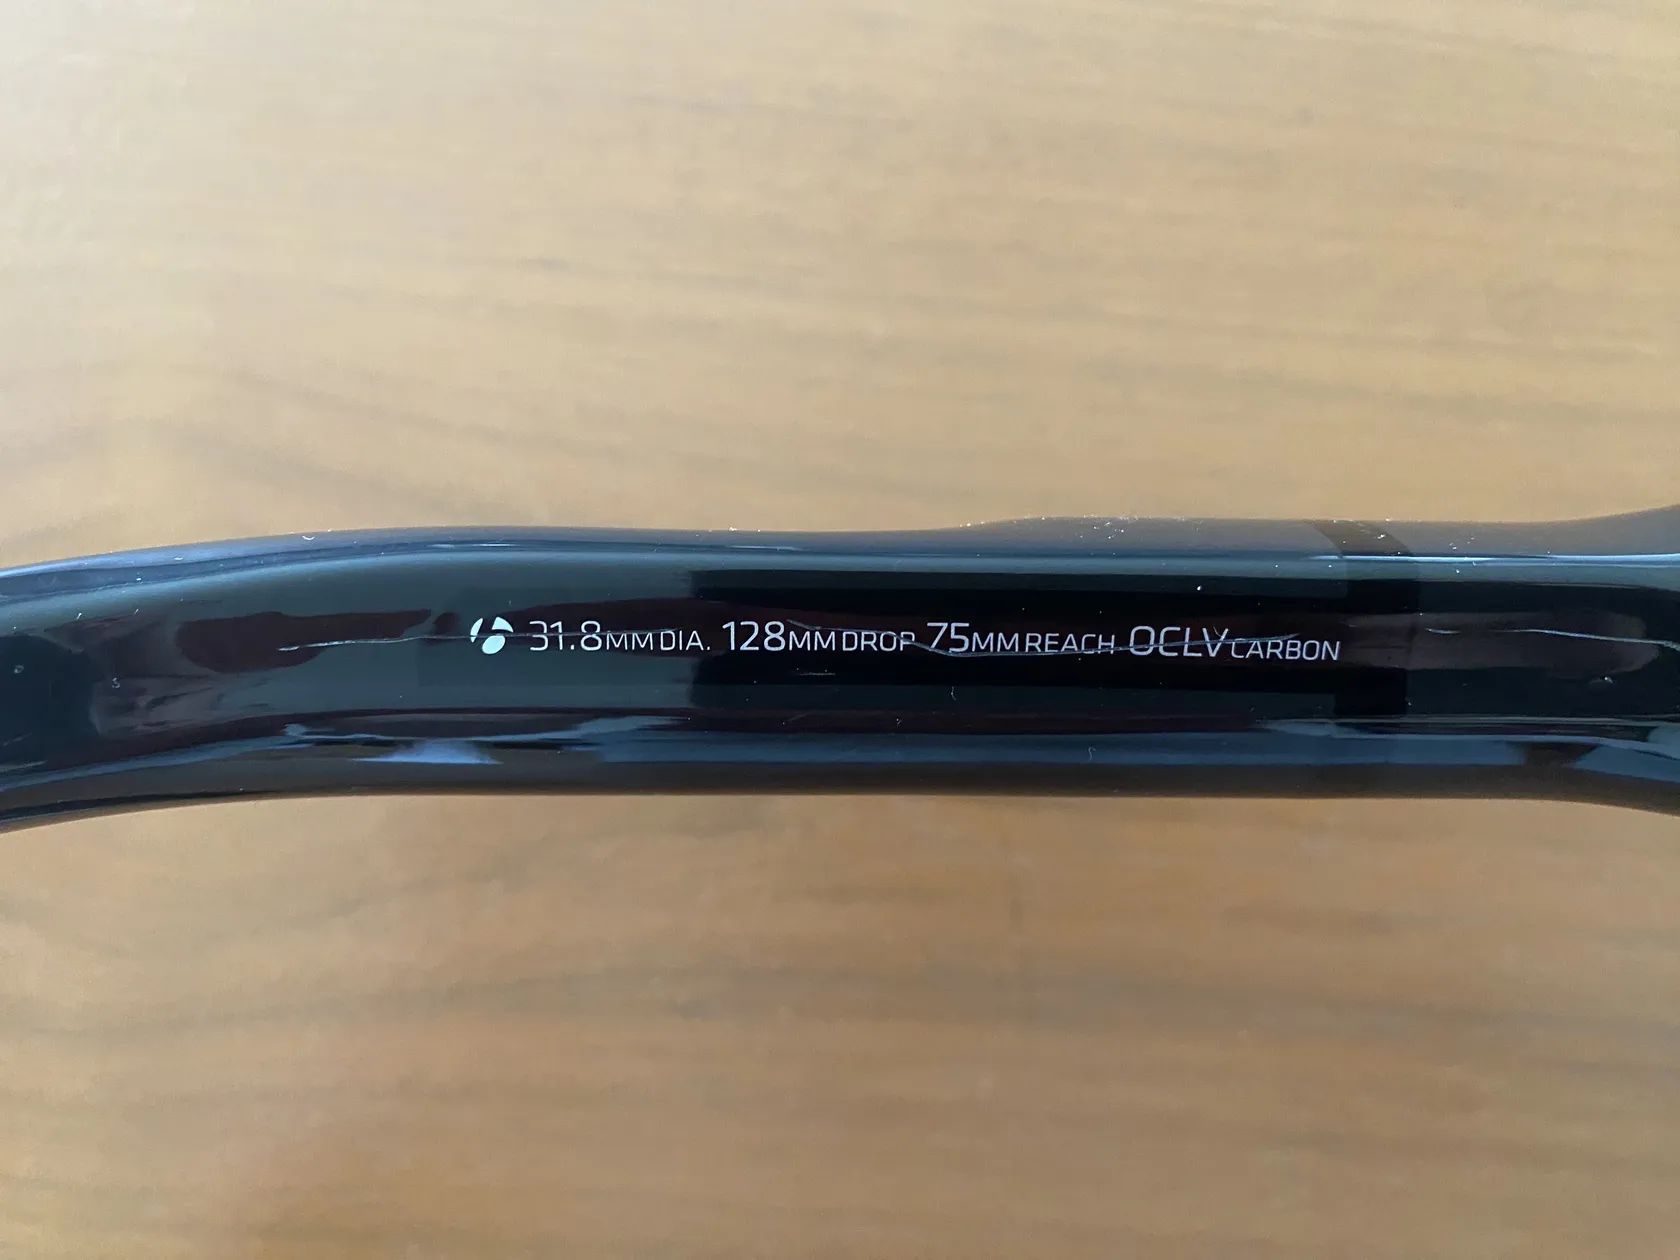 31.8MM DIA. 128MM DROP 75MM REACH OCLV CARBON